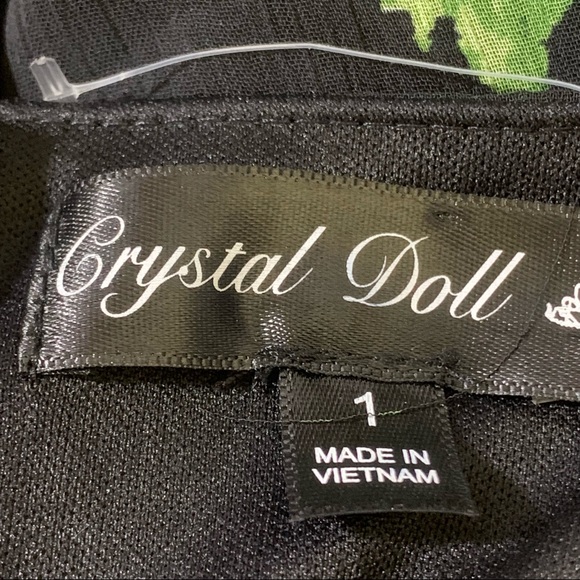 Crystal Doll
1
MADE IN
VIETNAM